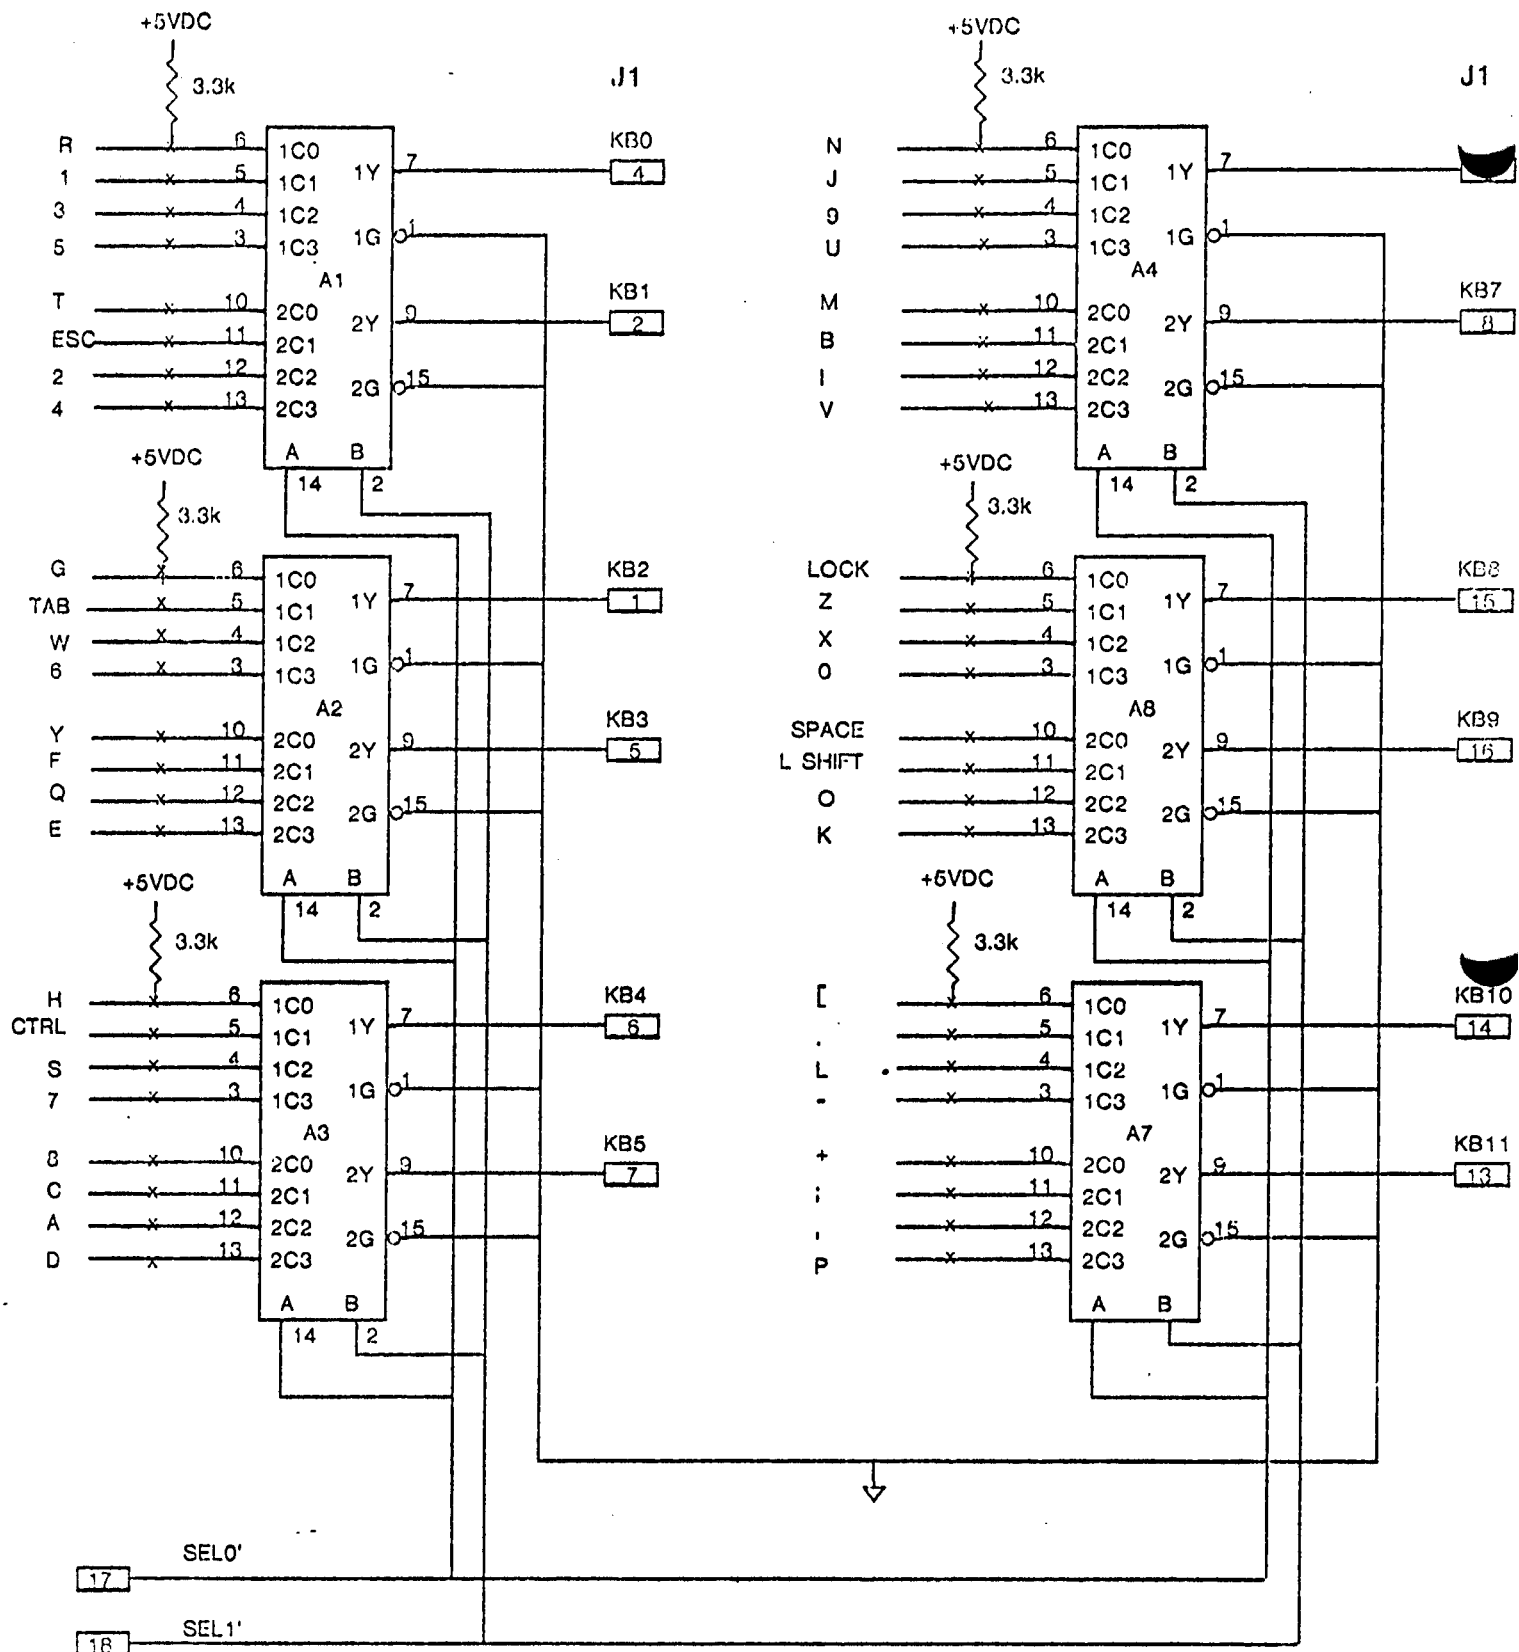 +5VDC
3.3k
J1
R 6 1C0
1 5 1C1
3 4 1C2
5 3 1C3
T 10 2C0
ESC 11 2C1
2 12 2C2
4 13 2C3
1Y 7 KB0 4
1G 1
A1
2Y 9 KB1 2
2G 15
A B
14 2
+5VDC
3.3k
G 6 1C0
TAB 5 1C1
W 4 1C2
6 3 1C3
Y 10 2C0
F 11 2C1
Q 12 2C2
E 13 2C3
1Y 7 KB2 1
1G 1
A2
2Y 9 KB3 5
2G 15
A B
14 2
+5VDC
3.3k
H 6 1C0
CTRL 5 1C1
S 4 1C2
7 3 1C3
8 10 2C0
C 11 2C1
A 12 2C2
D 13 2C3
1Y 7 KB4 6
1G 1
A3
2Y 9 KB5 7
2G 15
A B
14 2
+5VDC
3.3k
J1
N 6 1C0
J 5 1C1
9 4 1C2
U 3 1C3
M 10 2C0
B 11 2C1
I 12 2C2
V 13 2C3
1Y 7
1G 1
A4
2Y 9 KB7 8
2G 15
A B
14 2
+5VDC
3.3k
LOCK 6 1C0
Z 5 1C1
X 4 1C2
0 3 1C3
SPACE 10 2C0
L SHIFT 11 2C1
O 12 2C2
K 13 2C3
1Y 7 KB8 15
1G 1
A8
2Y 9 KB9 16
2G 15
A B
14 2
+5VDC
3.3k
[ 6 1C0
. 5 1C1
L 4 1C2
- 3 1C3
+ 10 2C0
; 11 2C1
' 12 2C2
P 13 2C3
1Y 7 KB10 14
1G 1
A7
2Y 9 KB11 13
2G 15
A B
17 SEL0'
18 SEL1'